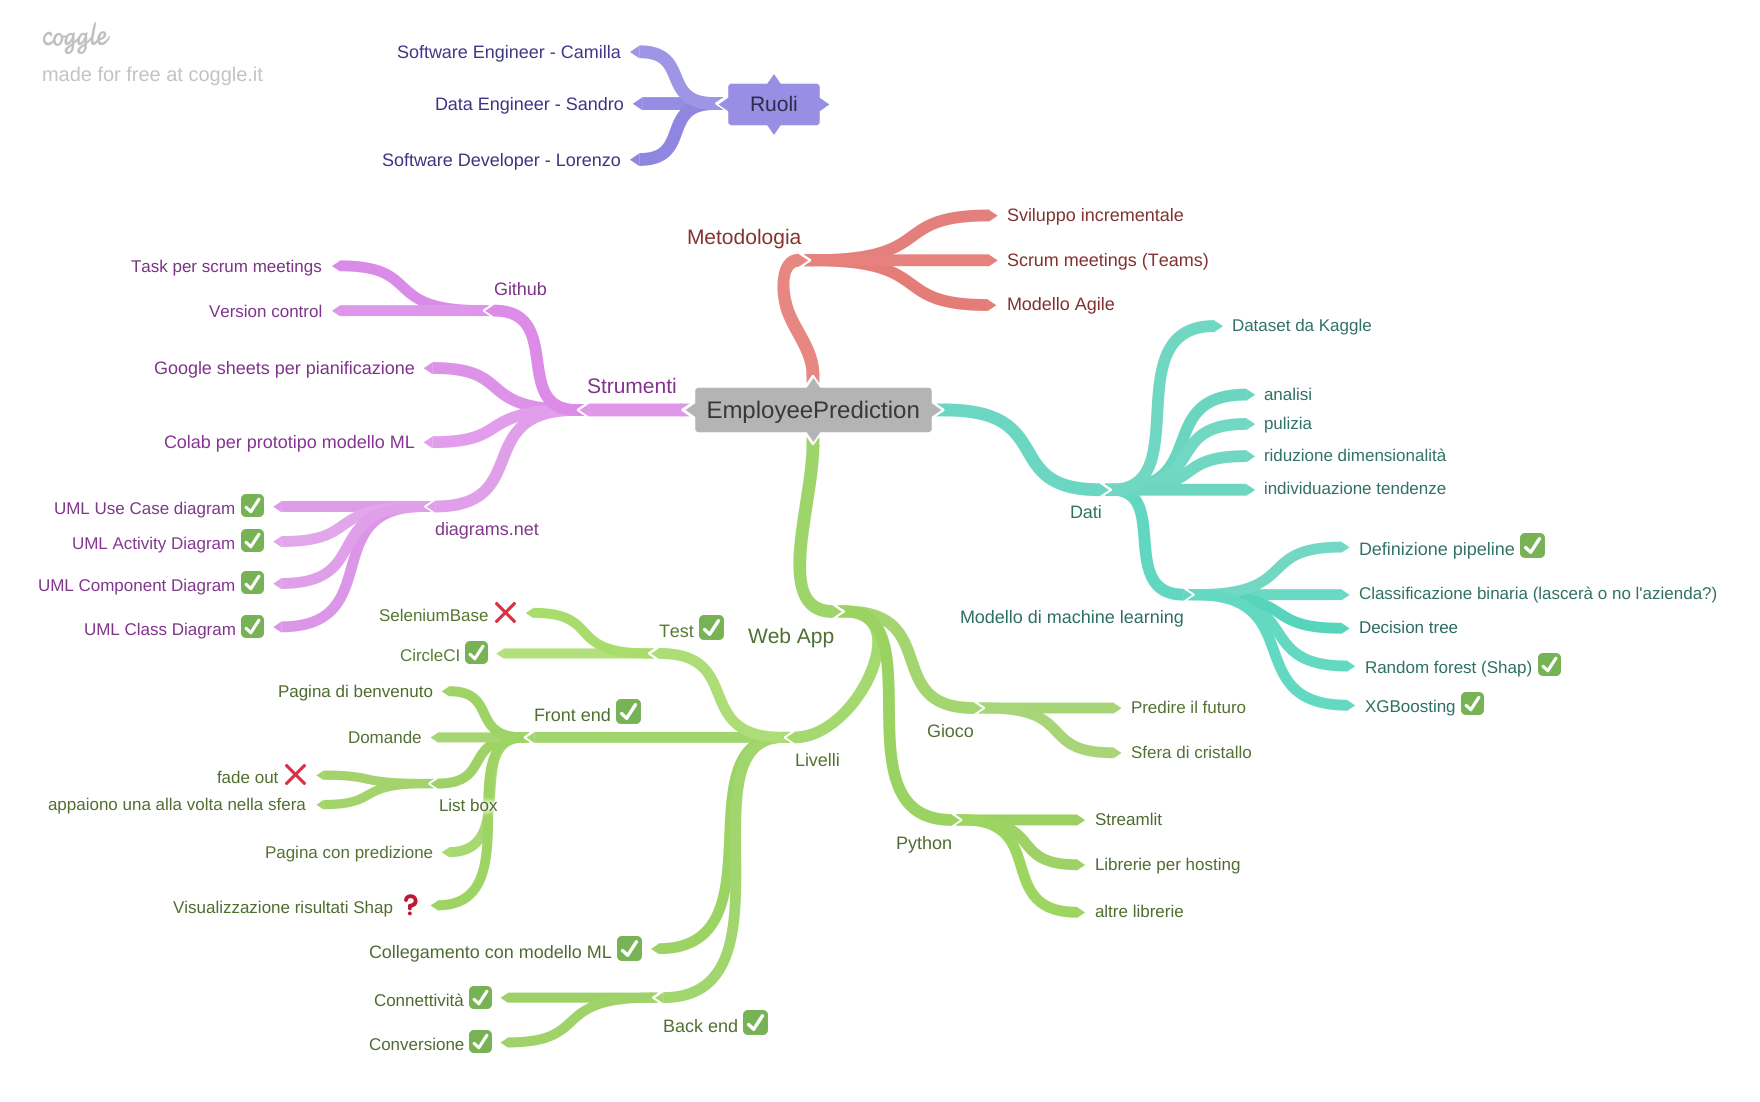 coggle
made for free at coggle.it
Software Engineer - Camilla
Data Engineer - Sandro
Software Developer - Lorenzo
Ruoli
Metodologia
Sviluppo incrementale
Scrum meetings (Teams)
Modello Agile
Task per scrum meetings
Version control
Github
Google sheets per pianificazione
Colab per prototipo modello ML
Strumenti
UML Use Case diagram
UML Activity Diagram
UML Component Diagram
UML Class Diagram
diagrams.net
EmployeePrediction
Dataset da Kaggle
analisi
pulizia
riduzione dimensionalità
individuazione tendenze
Dati
Modello di machine learning
Definizione pipeline
Classificazione binaria (lascerà o no l'azienda?)
Decision tree
Random forest (Shap)
XGBoosting
Web App
SeleniumBase
CircleCI
Test
Pagina di benvenuto
Domande
Front end
fade out
appaiono una alla volta nella sfera
List box
Pagina con predizione
Visualizzazione risultati Shap
Livelli
Collegamento con modello ML
Connettività
Conversione
Back end
Gioco
Predire il futuro
Sfera di cristallo
Python
Streamlit
Librerie per hosting
altre librerie